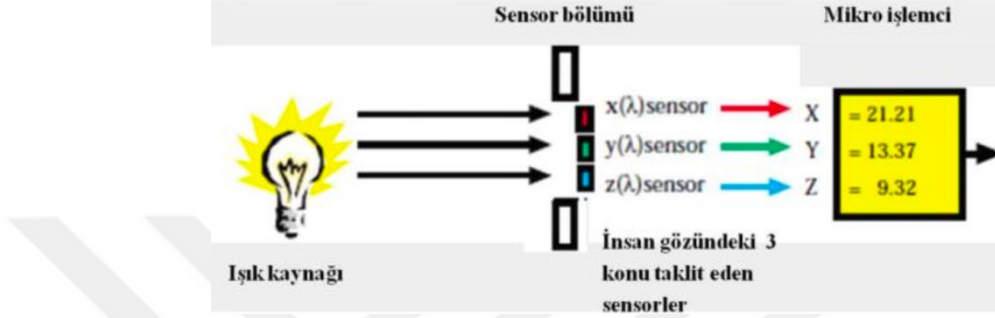 Sensor bölümü
Mikro işlemci
x(λ)sensor X = 21.21
y(λ)sensor Y = 13.37
z(λ)sensor Z = 9.32
Işık kaynağı
İnsan gözündeki 3
konu taklit eden
sensorler